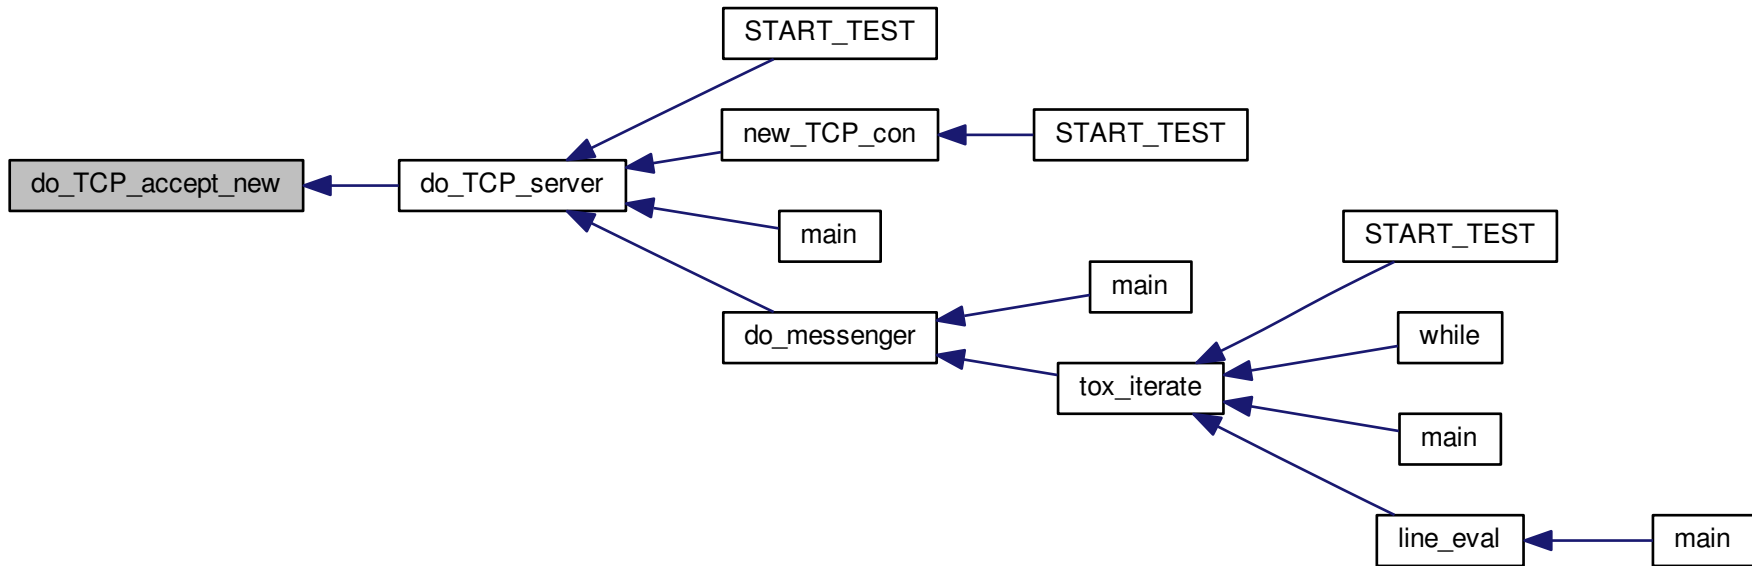 START_TEST
new_TCP_con
START_TEST
do_TCP_accept_new
do_TCP_server
main
START_TEST
main
do_messenger
while
tox_iterate
main
line_eval
main